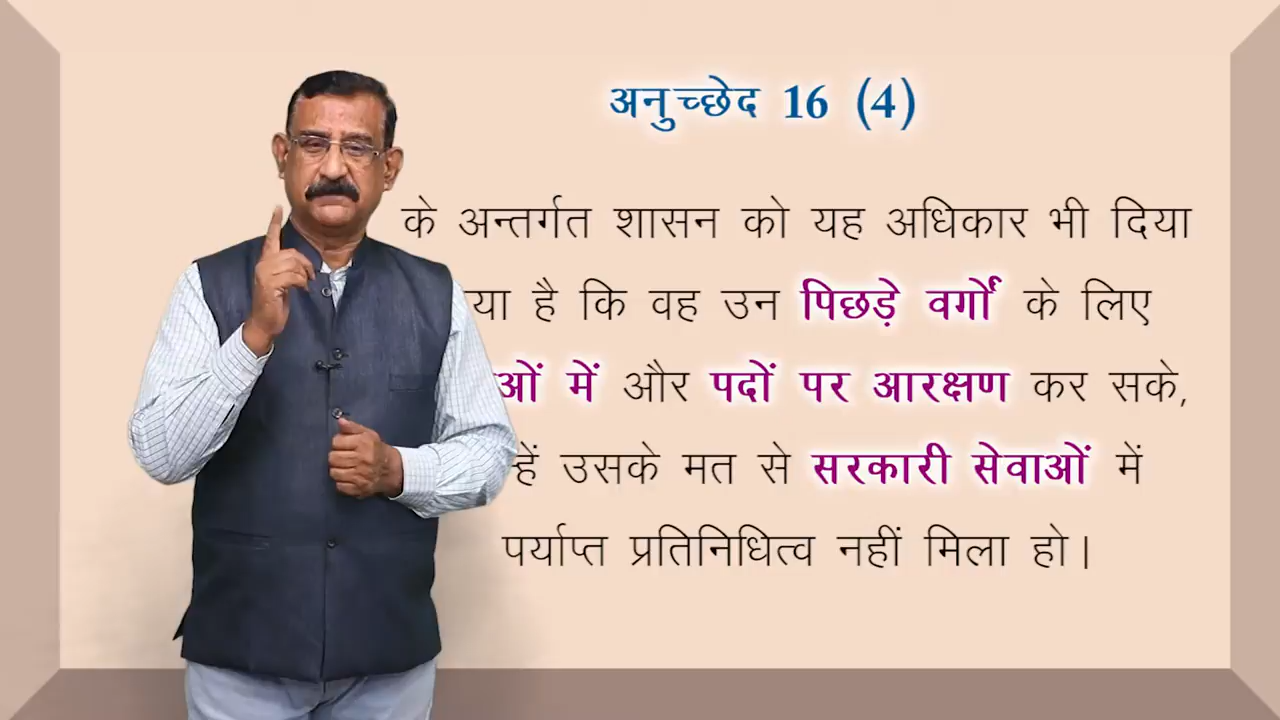 अनुच्छेद 16 (4)
के अन्तर्गत शासन को यह अधिकार भी दिया
है कि वह उन पिछड़े वर्गों के लिए
में और पदों पर आरक्षण कर सके,
उसके मत से सरकारी सेवाओं में
पर्याप्त प्रतिनिधित्व नहीं मिला हो।